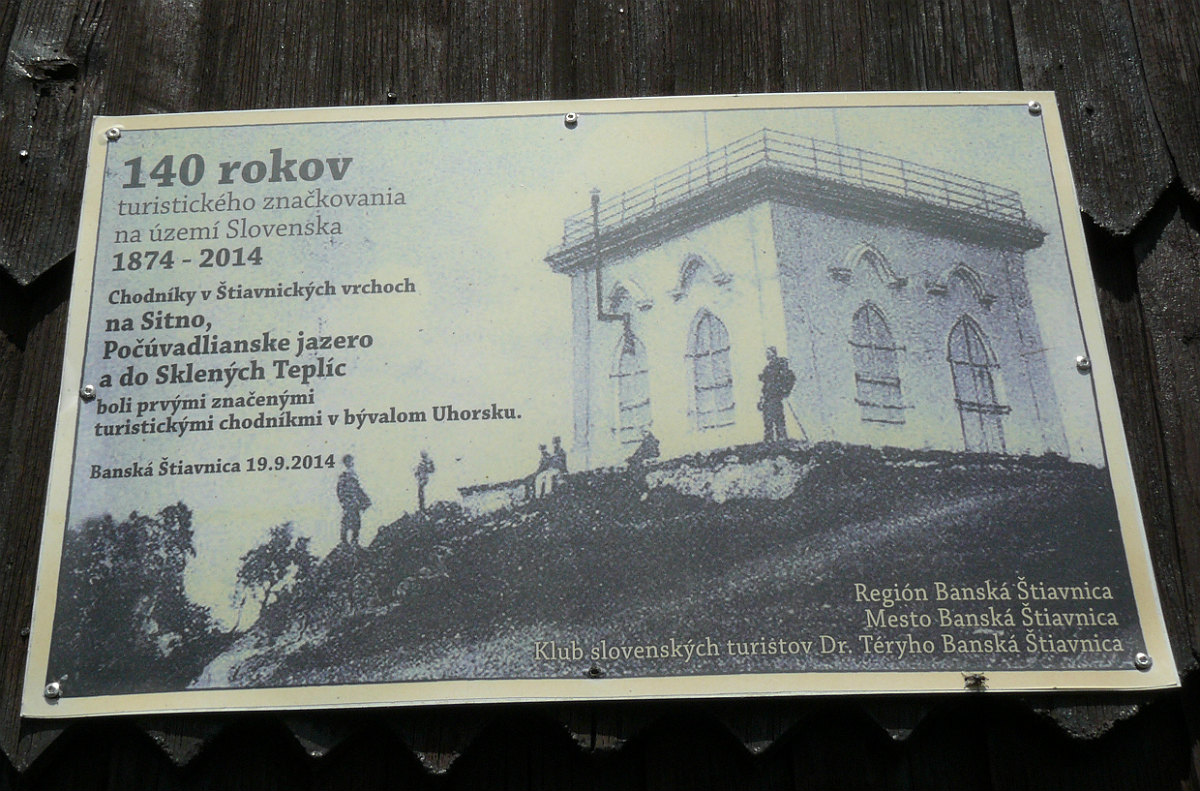 140 rokov
turistického značkovania
na území Slovenska
1874 - 2014
Chodníky v Štiavnických vrchoch
na Sitno,
Počúvadlianske jazero
a do Sklených Teplíc
boli prvými značenými
turistickými chodníkmi v bývalom Uhorsku.
Banská Štiavnica 19.9.2014
Región Banská Štiavnica
Mesto Banská Štiavnica
Klub slovenských turistov Dr. Téryho Banská Štiavnica